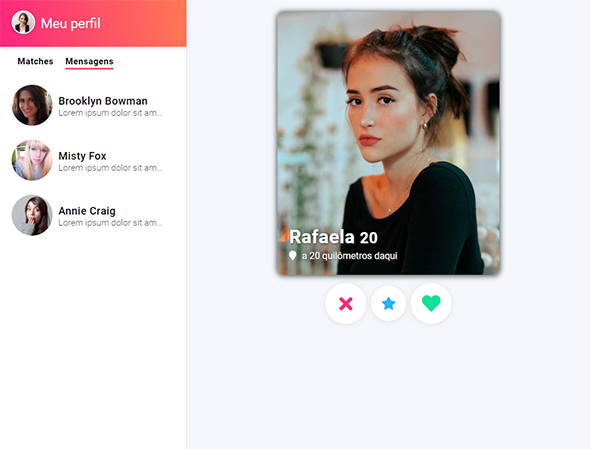 Meu perfil
Matches Mensagens
Brooklyn Bowman
Lorem ipsum dolor sit am...
Misty Fox
Lorem ipsum dolor sit am...
Annie Craig
Lorem ipsum dolor sit am...
Rafaela 20
a 20 quilômetros daqui